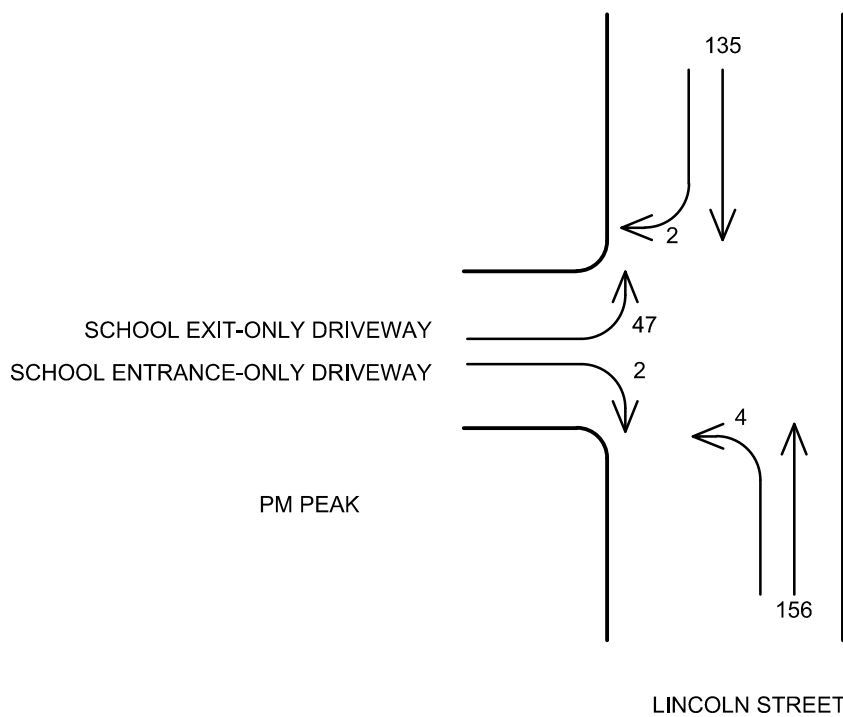 135
2
47
SCHOOL EXIT-ONLY DRIVEWAY
SCHOOL ENTRANCE-ONLY DRIVEWAY
2
4
PM PEAK
156
LINCOLN STREET